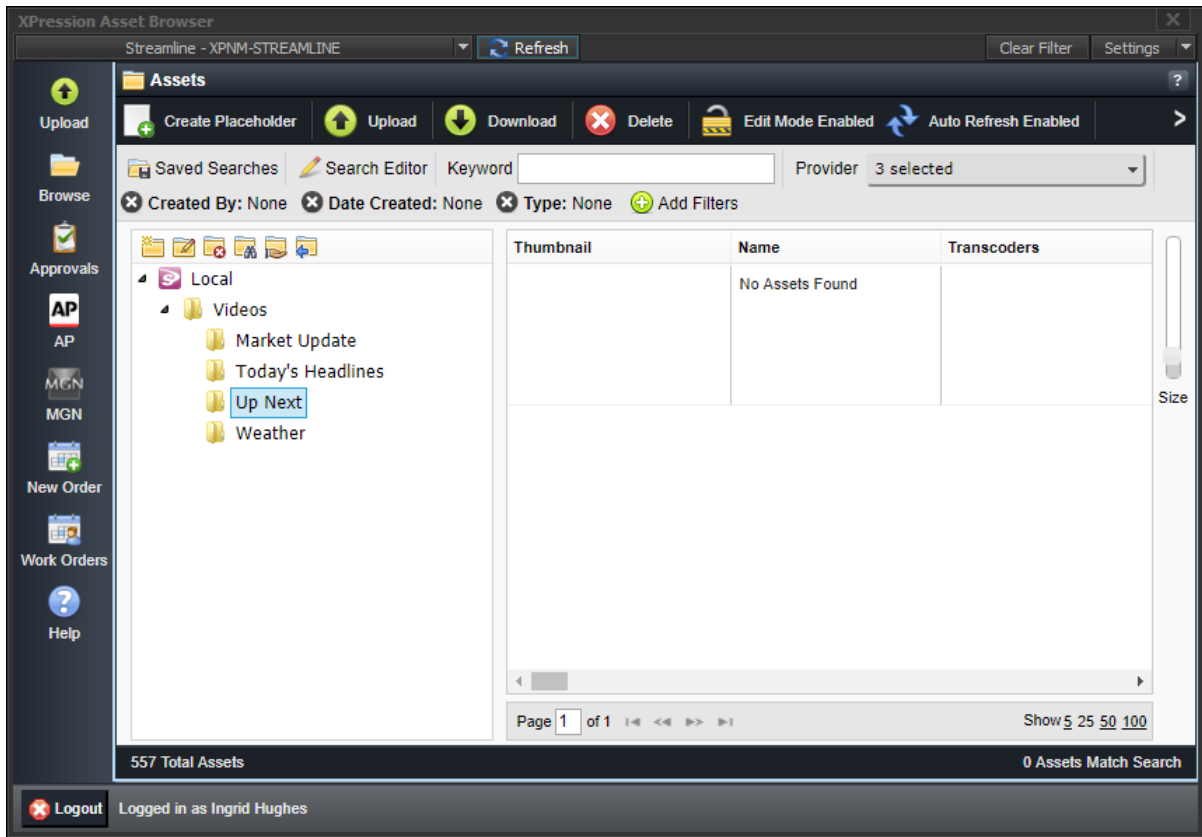 XPression Asset Browser
Streamline - XPNM-STREAMLINE Refresh Clear Filter Settings
Assets ?
Create Placeholder Upload Download Delete Edit Mode Enabled Auto Refresh Enabled >
Saved Searches Search Editor Keyword Provider 3 selected
Created By: None Date Created: None Type: None Add Filters
Upload
Browse
Approvals
AP
AP
MGN
MGN
New Order
Work Orders
Help
Local
Videos
Market Update
Today's Headlines
Up Next
Weather
Thumbnail Name Transcoders
No Assets Found
Size
Page 1 of 1 Show 5 25 50 100
557 Total Assets 0 Assets Match Search
Logout Logged in as Ingrid Hughes